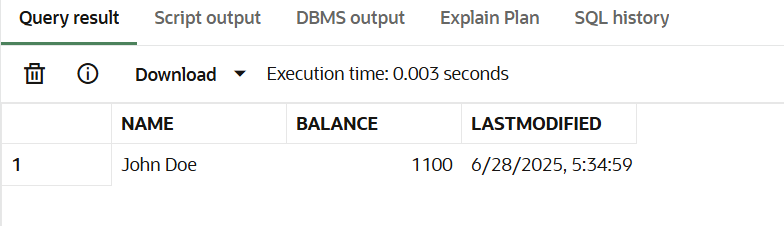 Query result Script output DBMS output Explain Plan SQL history
Download Execution time: 0.003 seconds
NAME BALANCE LASTMODIFIED
1 John Doe 1100 6/28/2025, 5:34:59